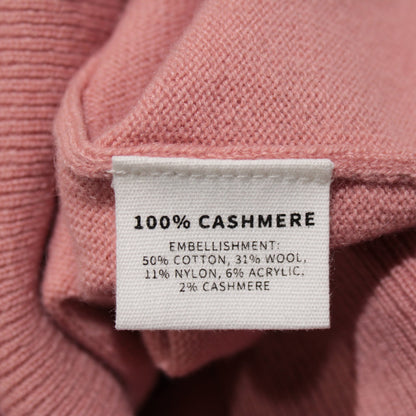 100% CASHMERE
EMBELLISHMENT:
50% COTTON, 31% WOOL,
11% NYLON, 6% ACRYLIC,
2% CASHMERE